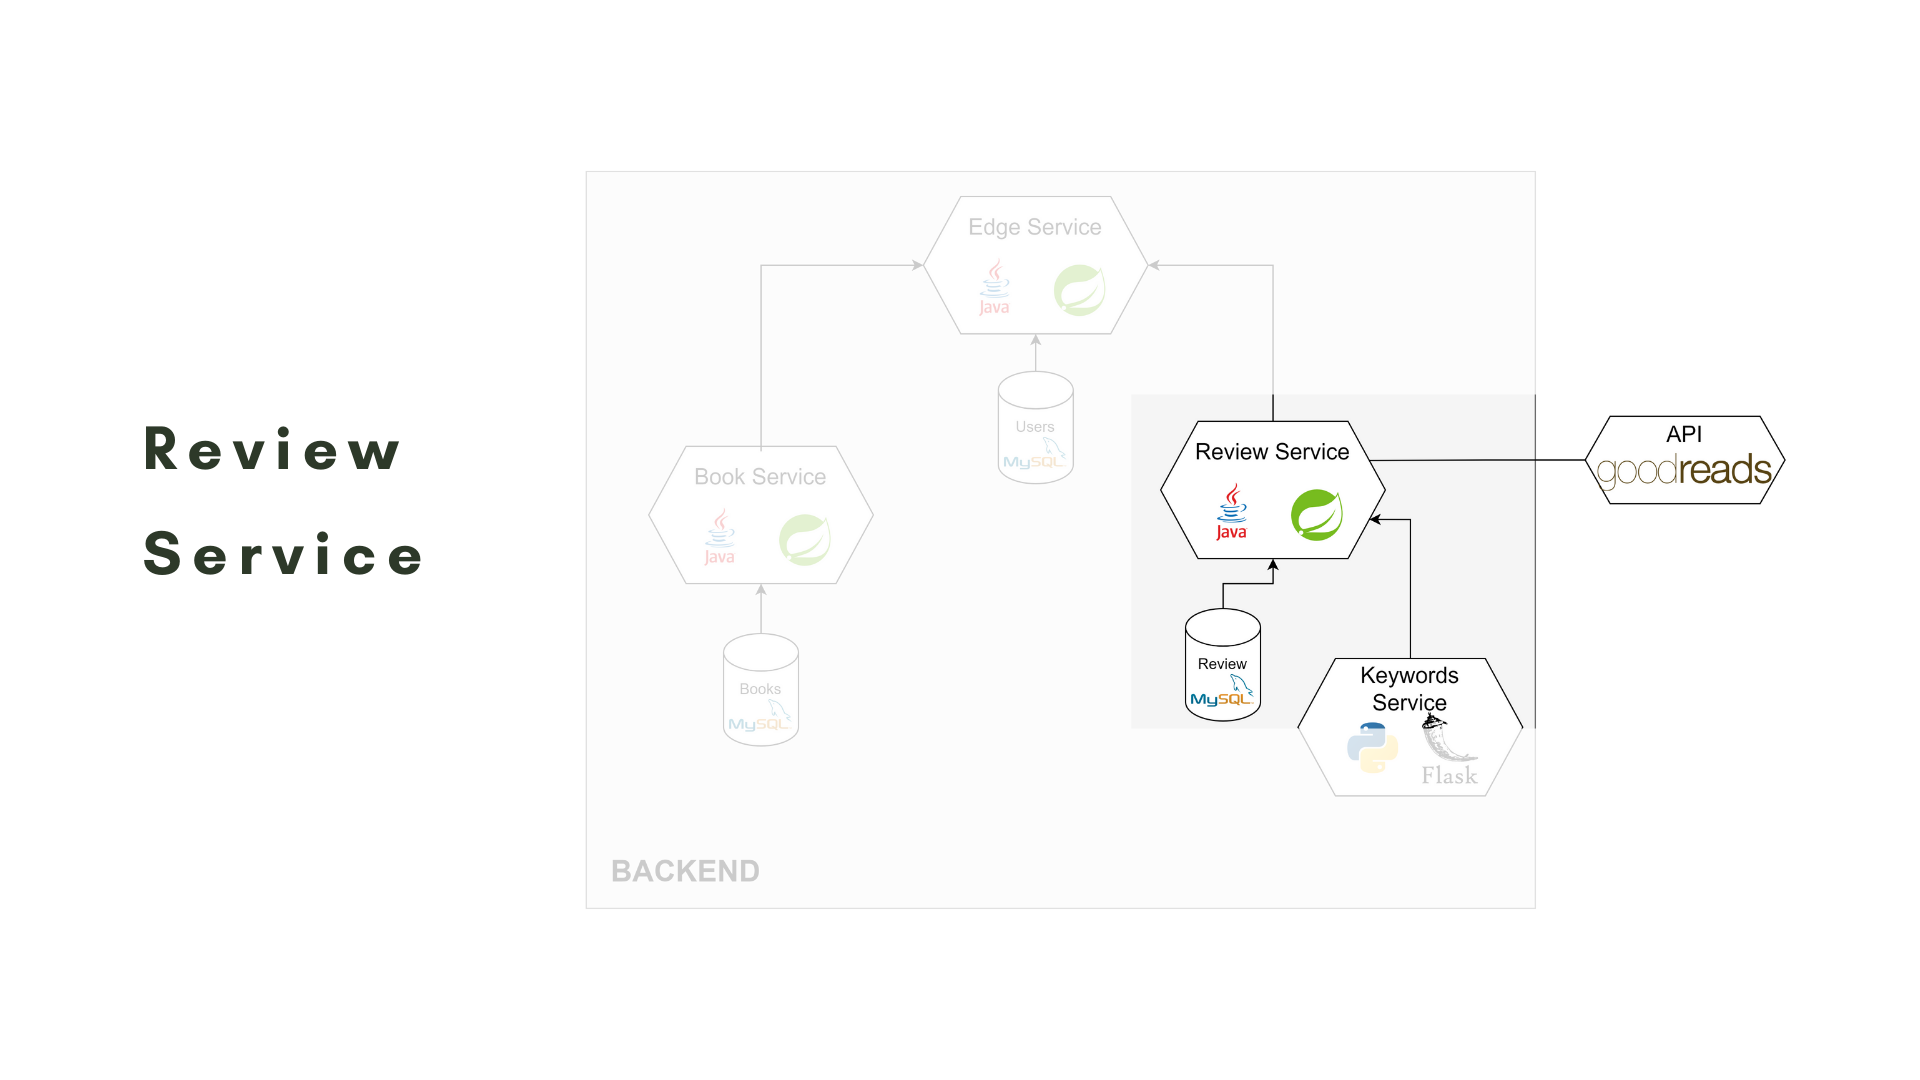 Review
Service
Edge Service
Java
Users
MySQL
Book Service
Java
Books
MySQL
Review Service
Java
Review
MySQL
Keywords
Service
Flask
API
goodreads
BACKEND